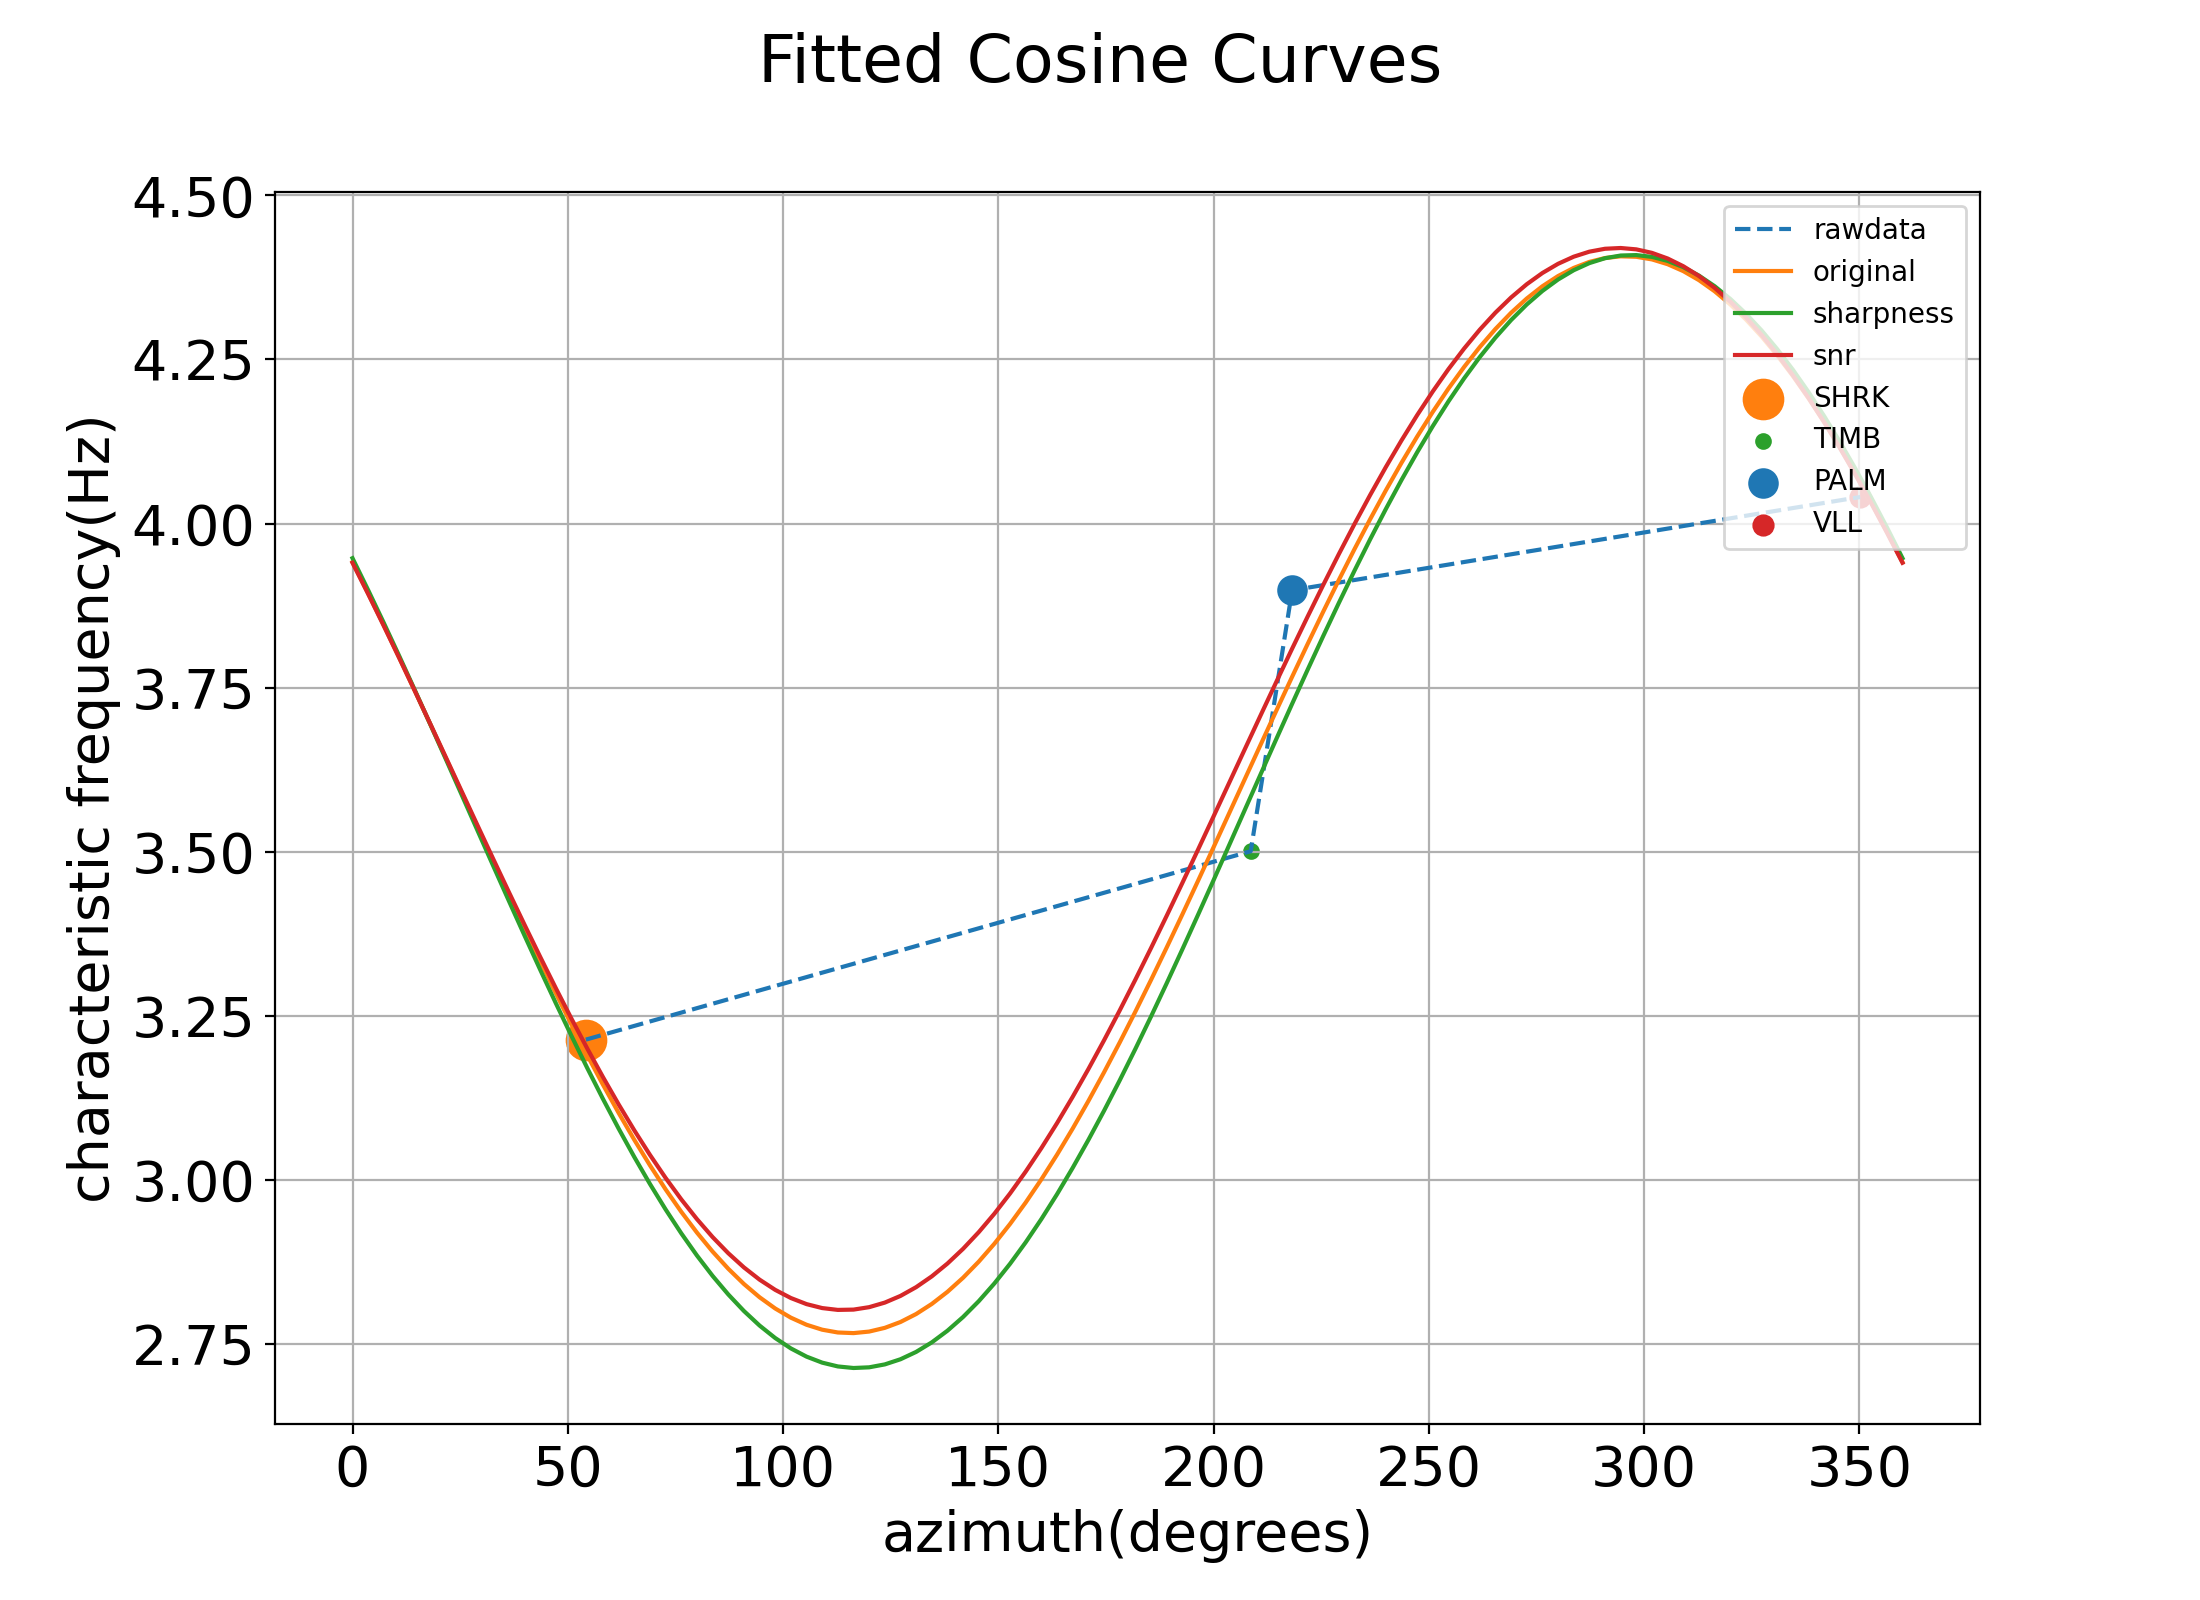 Fitted Cosine Curves
4.50
4.25
4.00
3.75
3.50
3.25
3.00
2.75
characteristic frequency(Hz)
rawdata
original
sharpness
snr
SHRK
TIMB
PALM
VLL
0 50 100 150 200 250 300 350
azimuth(degrees)